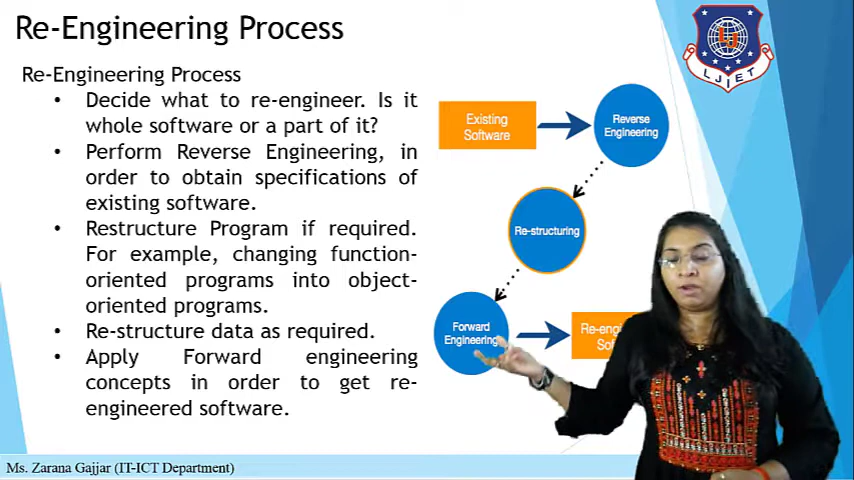 Re-Engineering Process
Re-Engineering Process
• Decide what to re-engineer. Is it
whole software or a part of it?
• Perform Reverse Engineering, in
order to obtain specifications of
existing software.
• Restructure Program if required.
For example, changing function-
oriented programs into object-
oriented programs.
• Re-structure data as required.
• Apply Forward engineering
concepts in order to get re-
engineered software.
Existing
Software
Reverse
Engineering
Re-structuring
Forward
Engineering
LJIET
Ms. Zarana Gajjar (IT-ICT Department)